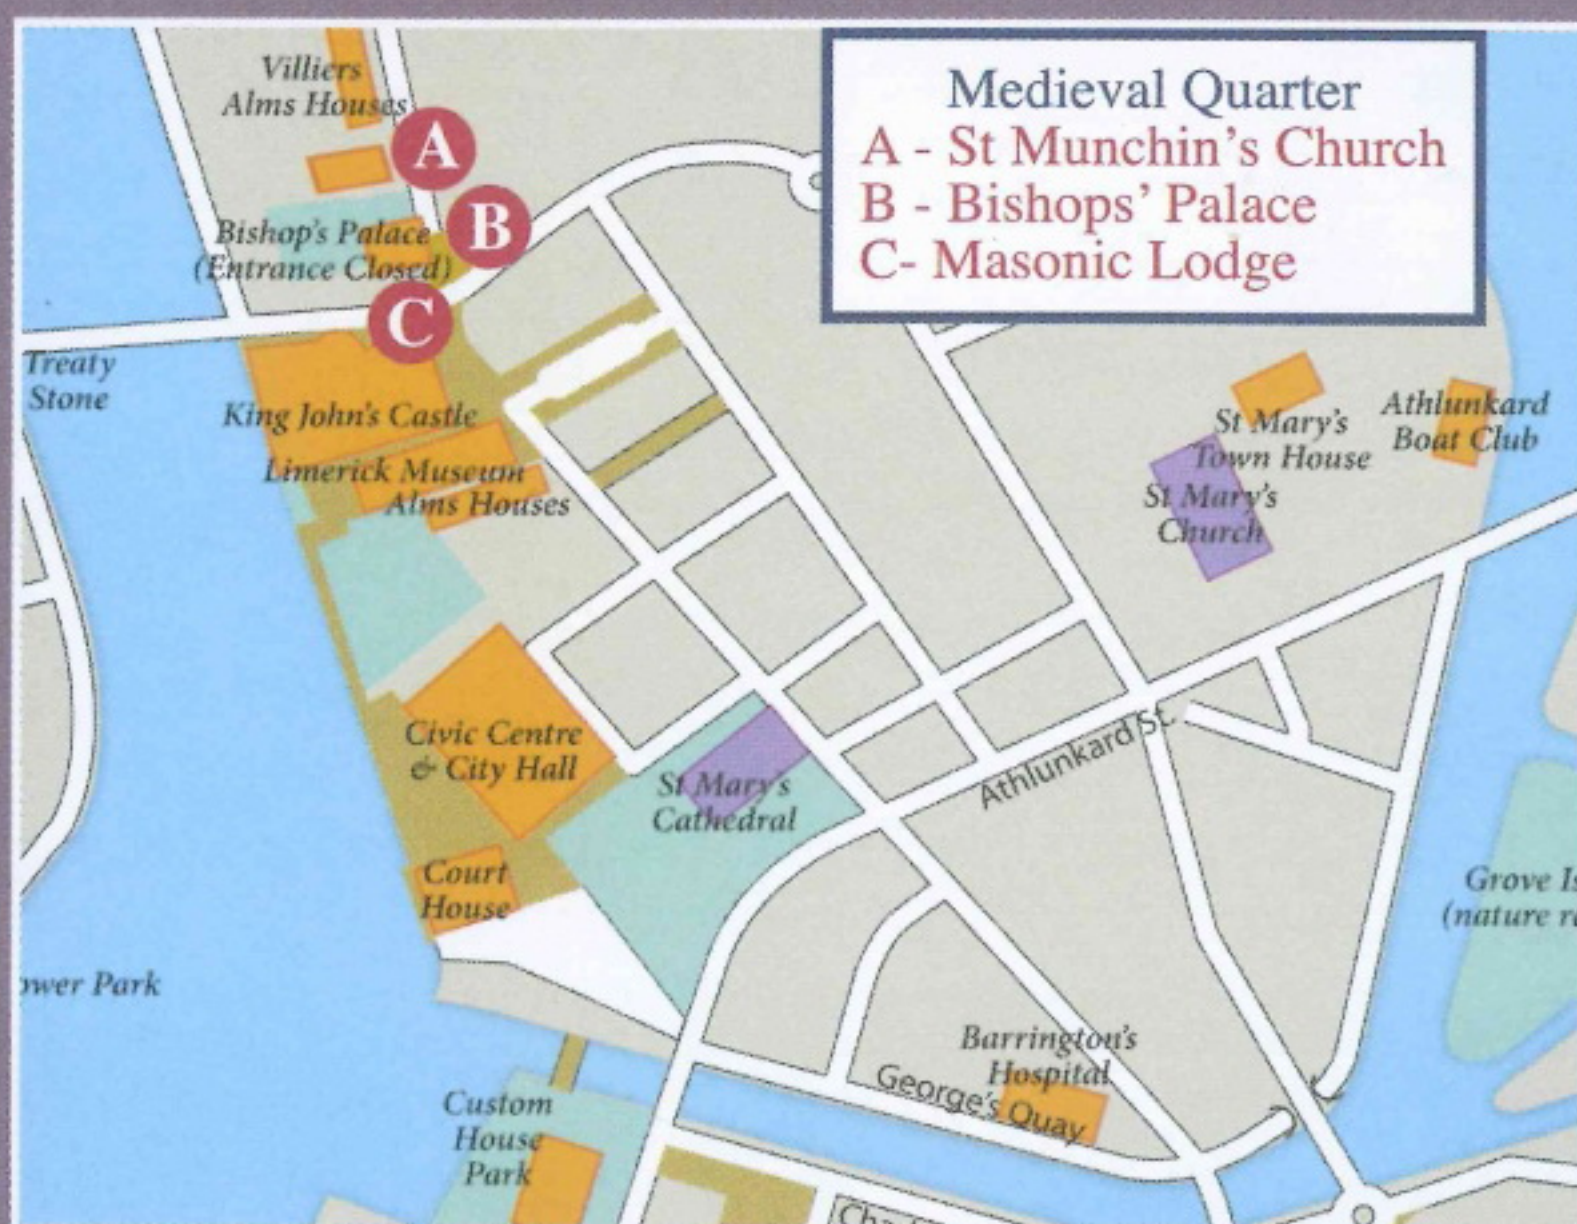 Villiers
Alms Houses
A
Medieval Quarter
A - St Munchin's Church
B - Bishops' Palace
C- Masonic Lodge
B
Bishop's Palace
(Entrance Closed)
C
Treaty
Stone
King John's Castle
Limerick Museum
Alms Houses
St Mary's
Town House
Athlunkard
Boat Club
St Mary's
Church
Civic Centre
& City Hall
St Mary's
Cathedral
Athlunkard St.
Court
House
Grove
(nature
Park
Barrington's
Hospital
George's Quay
Custom
House
Park